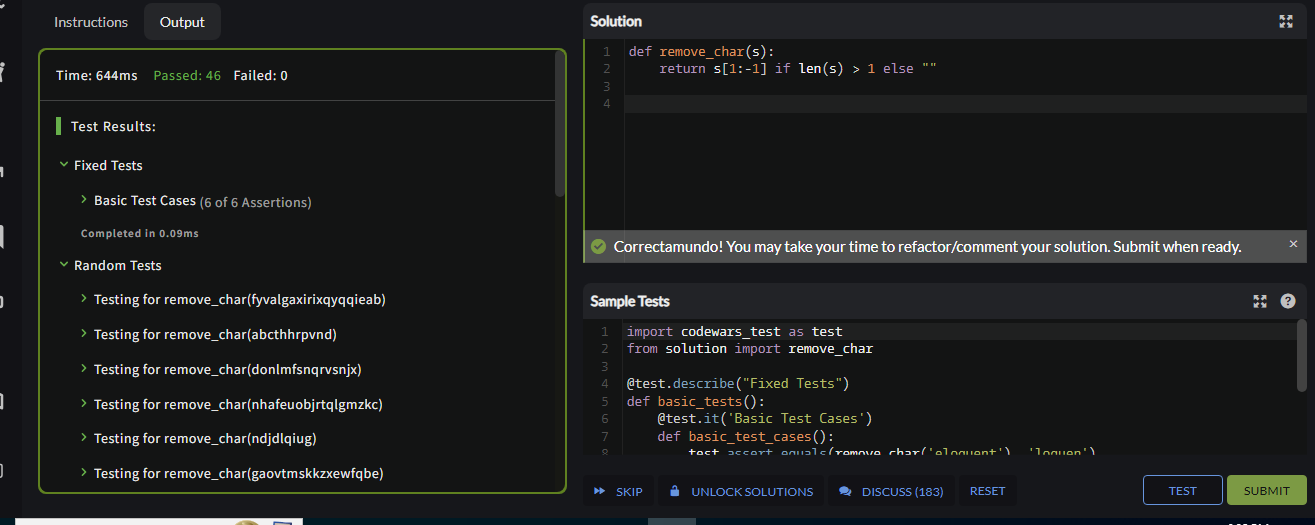 Instructions
Output
Time: 644ms Passed: 46 Failed: 0
Test Results:
Fixed Tests
Basic Test Cases (6 of 6 Assertions)
Completed in 0.09ms
Random Tests
Testing for remove_char(fyvalgaxirixqyqqieab)
Testing for remove_char(abcthhrpvnd)
Testing for remove_char(donlmfsnqrvsnjx)
Testing for remove_char(nhafeuobjrtqlgmzkc)
Testing for remove_char(ndjdlqiug)
Testing for remove_char(gaovtmskkzxewfqbe)
Solution
1 def remove_char(s):
2 return s[1:-1] if len(s) > 1 else ""
3
4
Correctamundo! You may take your time to refactor/comment your solution. Submit when ready.
Sample Tests
1 import codewars_test as test
2 from solution import remove_char
3
4 @test.describe("Fixed Tests")
5 def basic_tests():
6 @test.it('Basic Test Cases')
7 def basic_test_cases():
8 test.assert_equals(remove_char('eloquent'), 'loquen')
SKIP
UNLOCK SOLUTIONS
DISCUSS (183)
RESET
TEST
SUBMIT